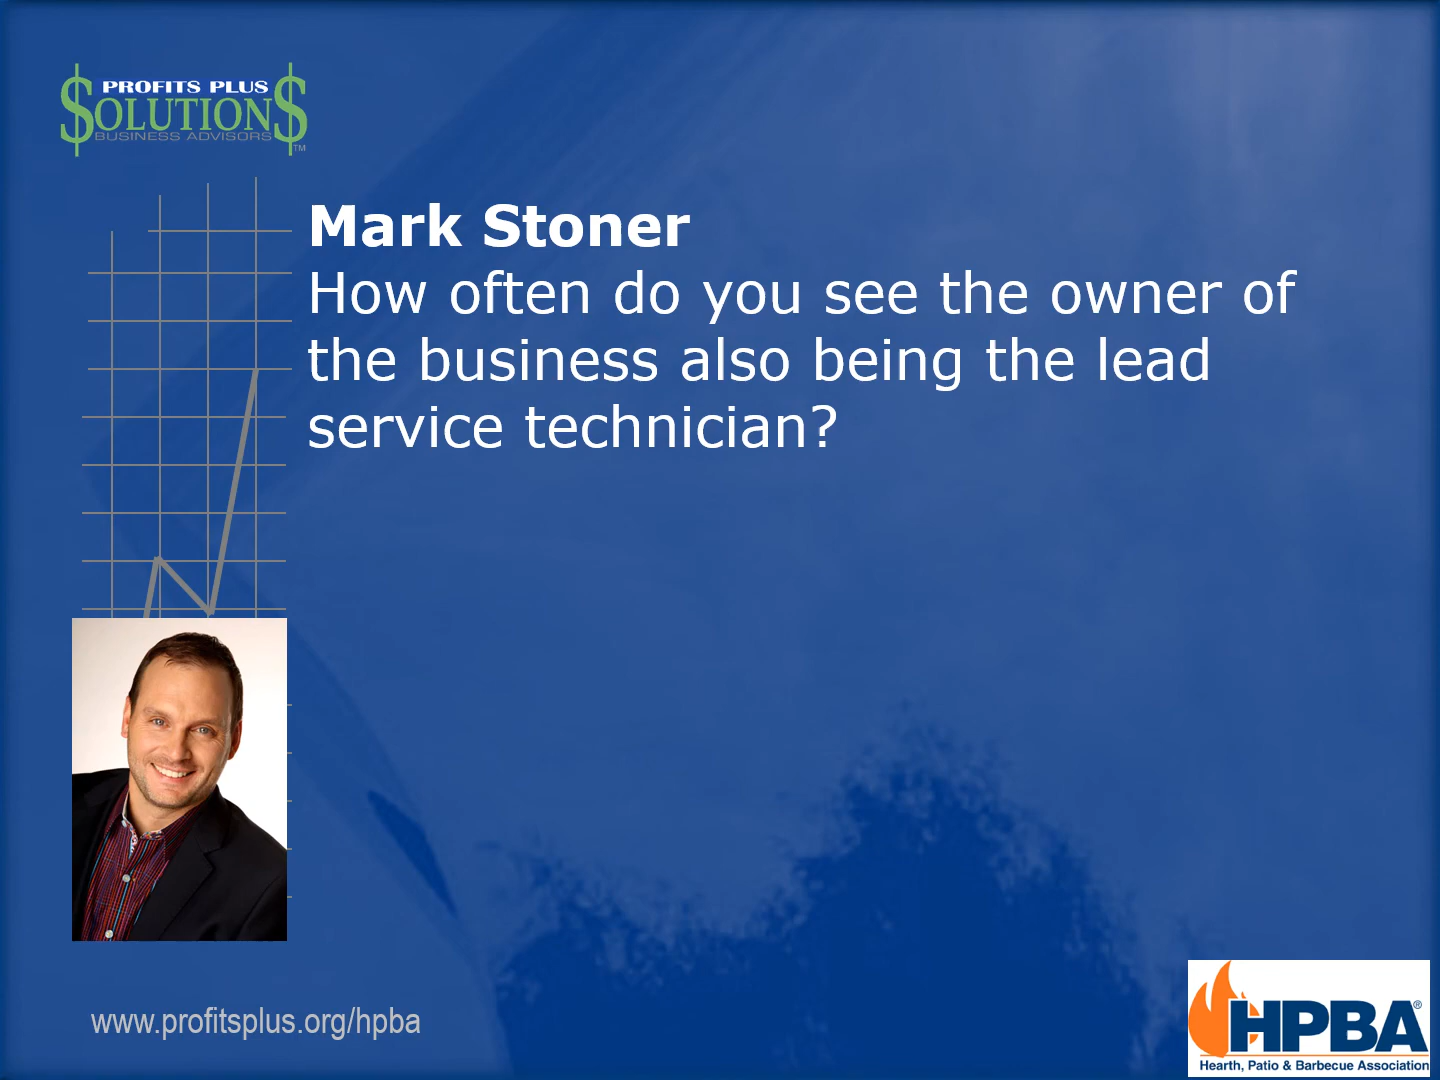 PROFITS PLUS
$OLUTION$
BUSINESS ADVISORS
TM
Mark Stoner
How often do you see the owner of
the business also being the lead
service technician?
www.profitsplus.org/hpba
HPBA®
Hearth, Patio & Barbecue Association